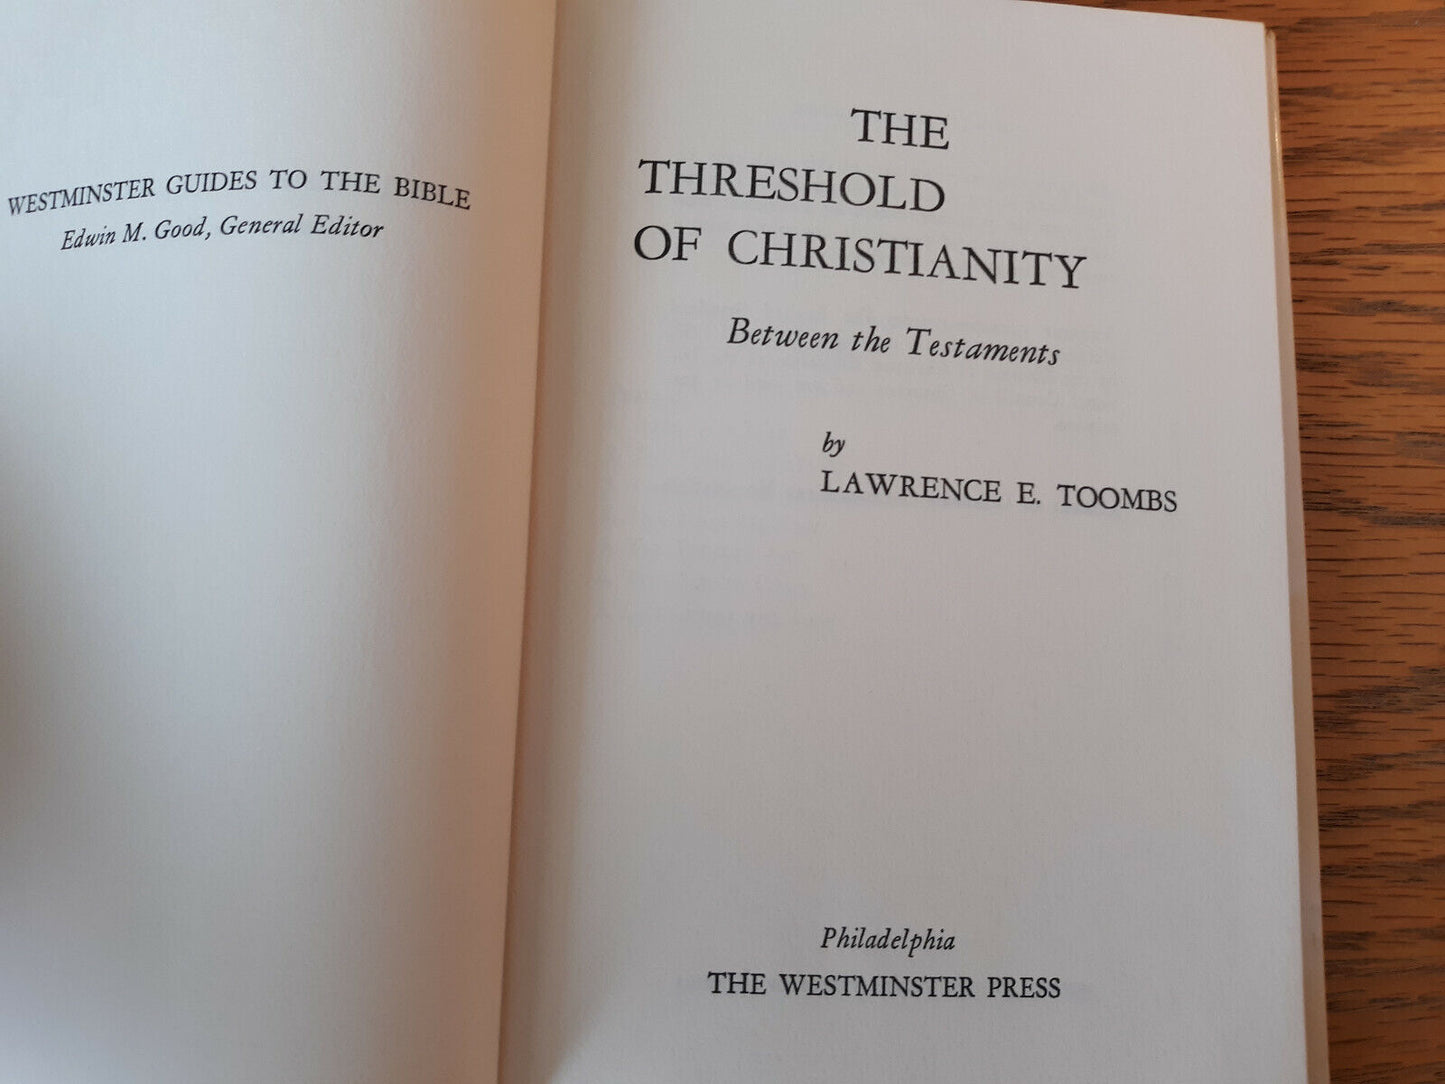 WESTMINSTER GUIDES TO THE BIBLE
Edwin M. Good, General Editor
THE
THRESHOLD
OF CHRISTIANITY
Between the Testaments
by
LAWRENCE E. TOOMBS
Philadelphia
THE WESTMINSTER PRESS